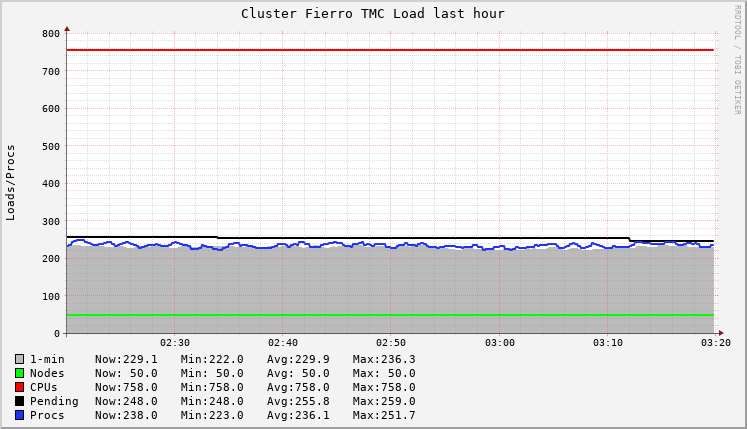 Cluster Fierro TMC Load last hour
RRDTOOL / TOBI OETIKER
Loads/Procs
800
700
600
500
400
300
200
100
0
02:30 02:40 02:50 03:00 03:10 03:20
1-min Now:229.1 Min:222.0 Avg:229.9 Max:236.3
Nodes Now: 50.0 Min: 50.0 Avg: 50.0 Max: 50.0
CPUs Now:758.0 Min:758.0 Avg:758.0 Max:758.0
Pending Now:248.0 Min:248.0 Avg:255.8 Max:259.0
Procs Now:238.0 Min:223.0 Avg:236.1 Max:251.7